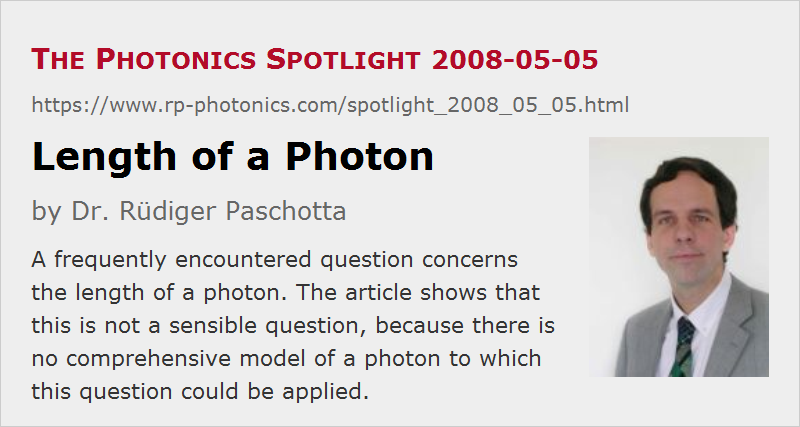 THE PHOTONICS SPOTLIGHT 2008-05-05
https://www.rp-photonics.com/spotlight_2008_05_05.html
Length of a Photon
by Dr. Rüdiger Paschotta
A frequently encountered question concerns
the length of a photon. The article shows that
this is not a sensible question, because there is
no comprehensive model of a photon to which
this question could be applied.